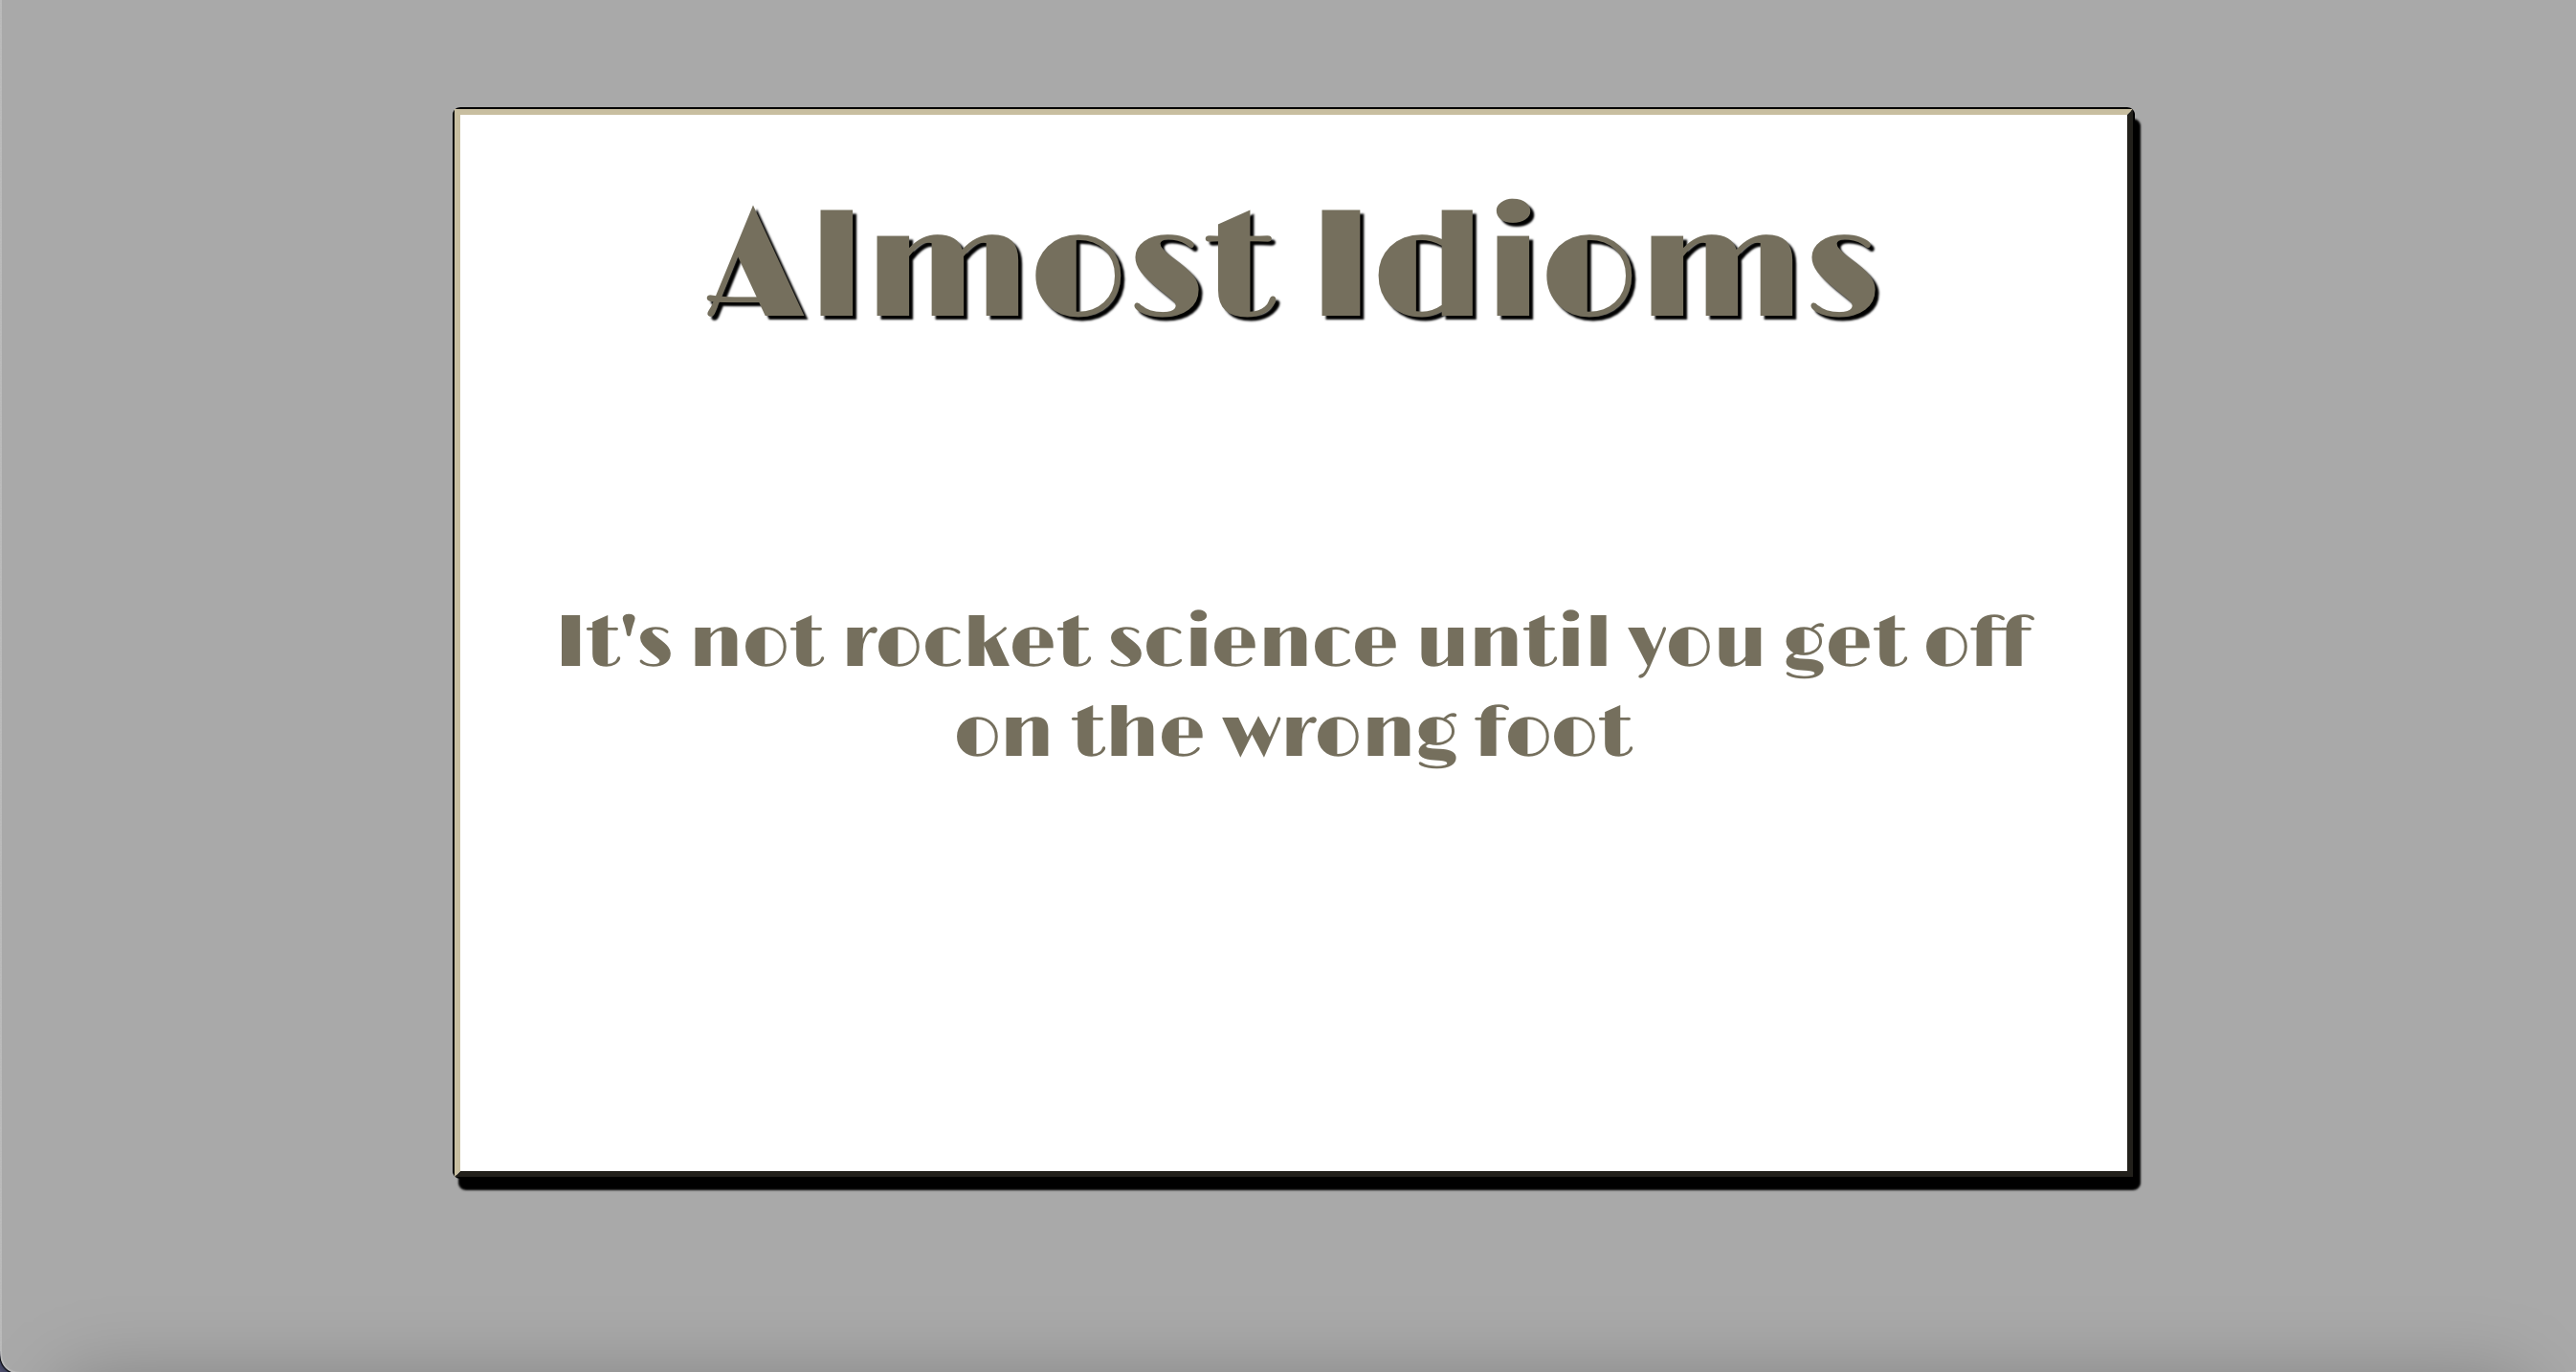 Almost Idioms
It's not rocket science until you get off
on the wrong foot